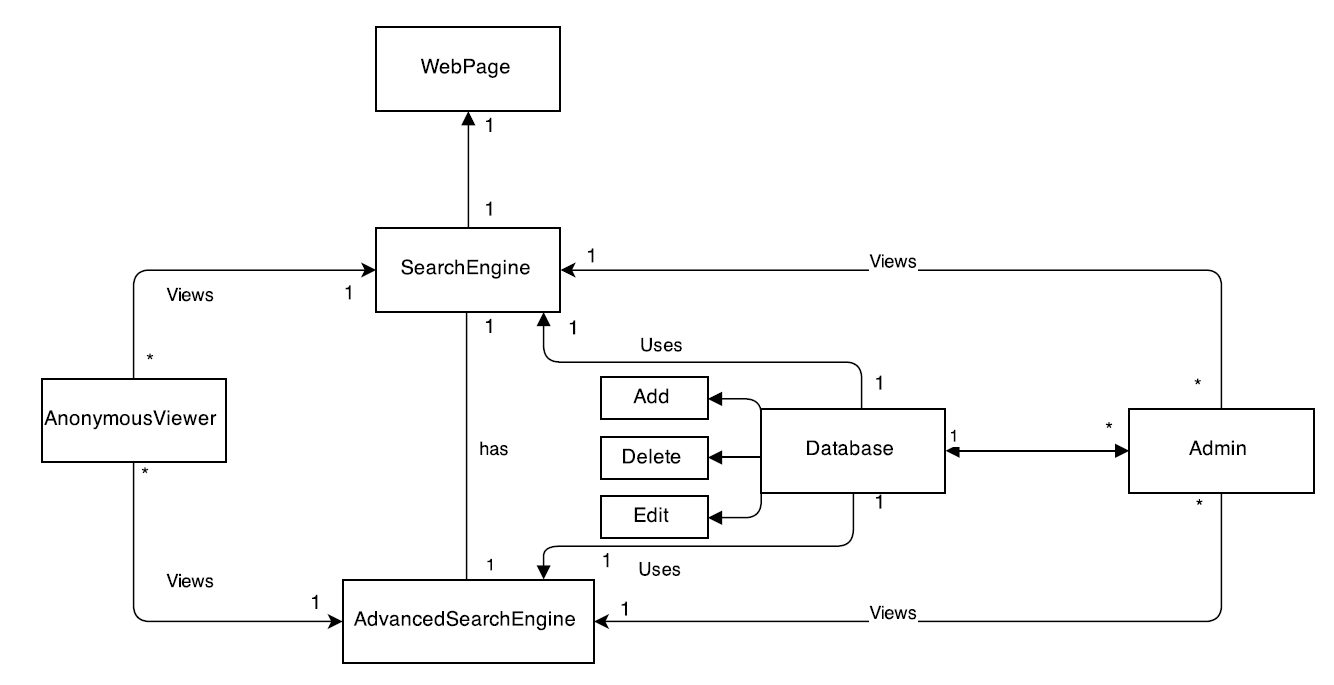 WebPage
1
1
SearchEngine
1
Views
Views
1
1
1
Uses
*
1
*
Add
AnonymousViewer
Database
1
*
Admin
has
Delete
*
Edit
1
*
1
1
Uses
Views
1
1
Views
AdvancedSearchEngine